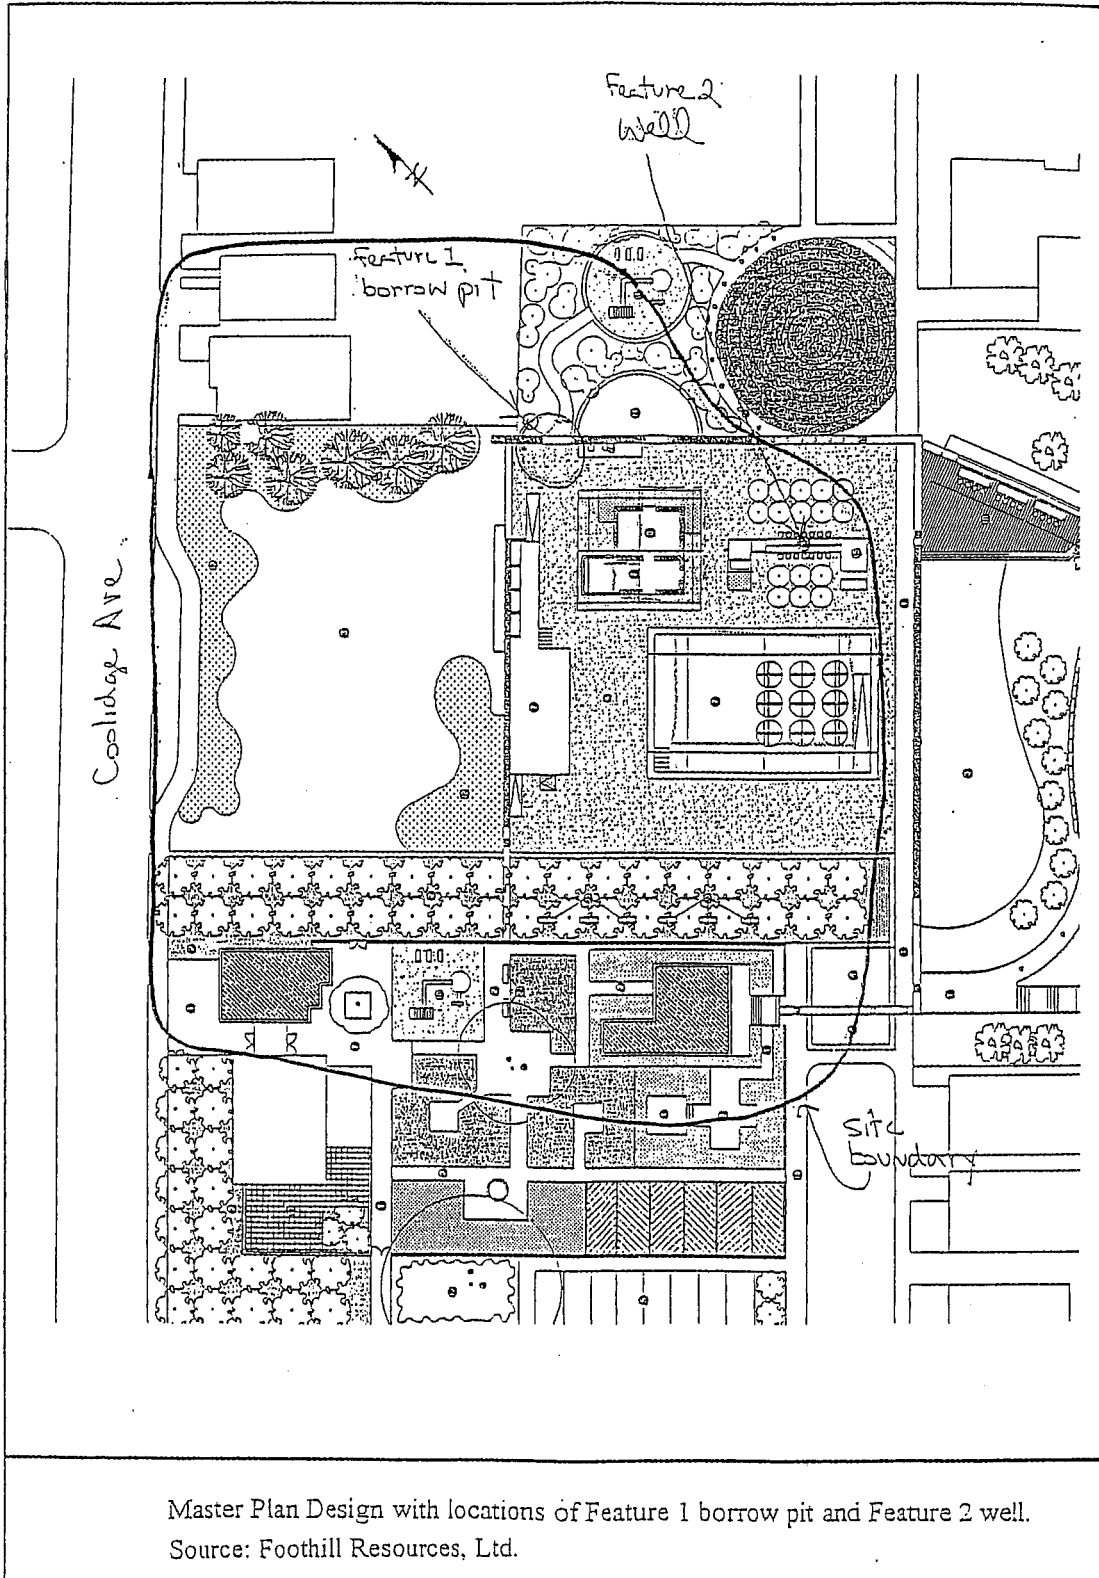 Feature 2
Well
N
Feature 1
borrow pit
Coolidge Ave.
Site
boundary
Master Plan Design with locations of Feature 1 borrow pit and Feature 2 well.
Source: Foothill Resources, Ltd.